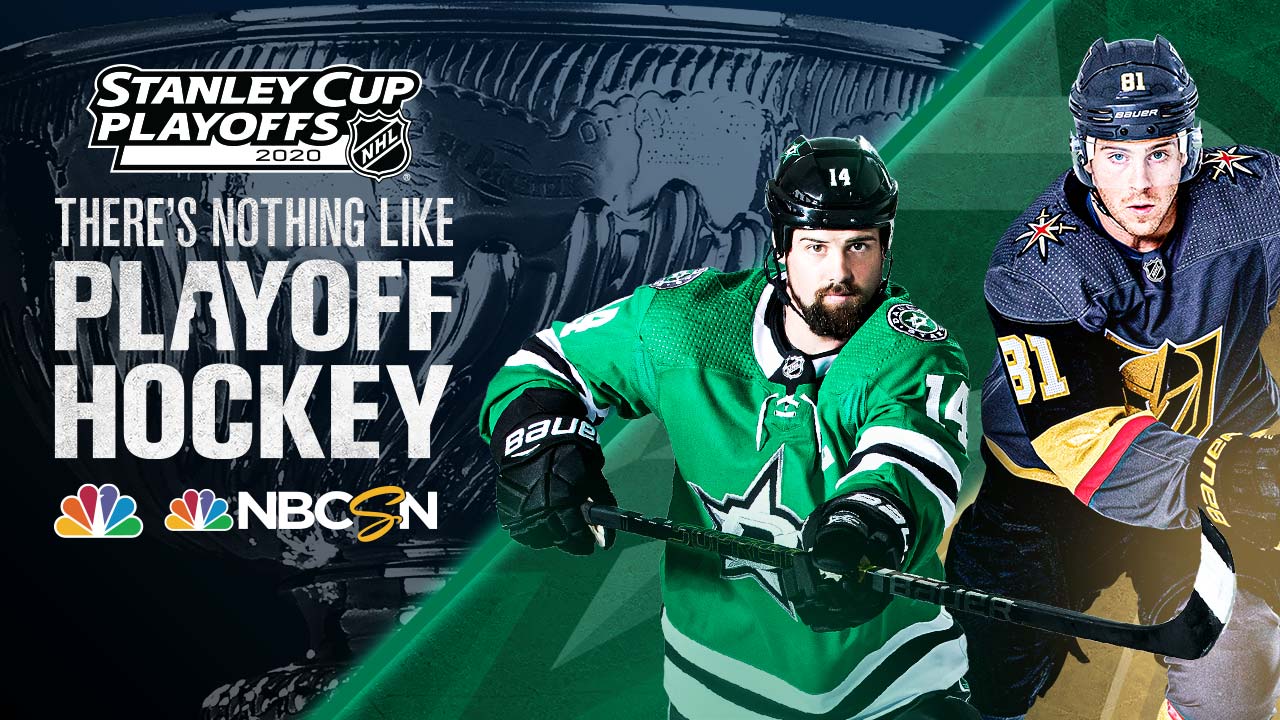 STANLEY CUP
PLAYOFFS
2020
NHL
®
THERE'S NOTHING LIKE
PLAYOFF
HOCKEY
NBCSN
14
14
14
BAUER
BAUER
81
BAUER
81
BAUER